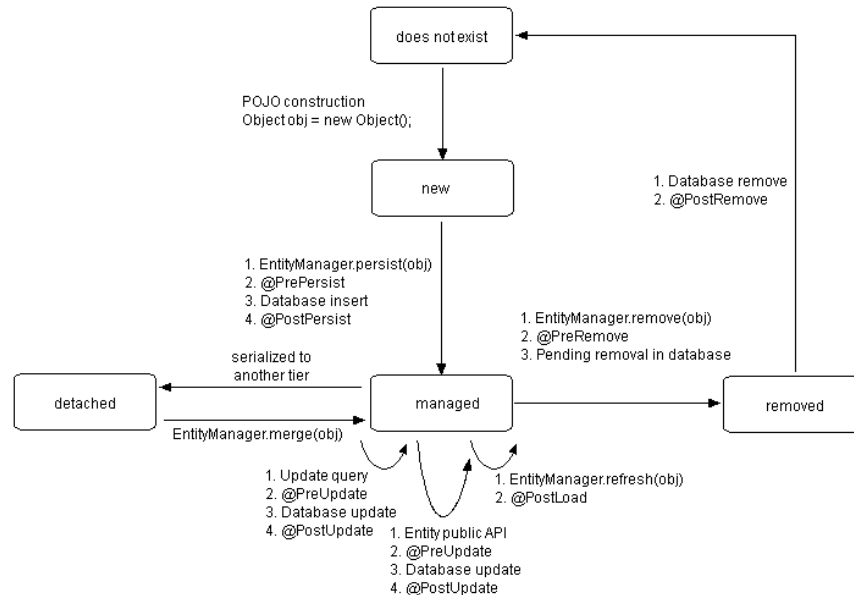 does not exist
POJO construction
Object obj = new Object();
new
1. Database remove
2. @PostRemove
1. EntityManager.persist(obj)
2. @PrePersist
3. Database insert
4. @PostPersist
1. EntityManager.remove(obj)
2. @PreRemove
3. Pending removal in database
serialized to
another tier
detached
managed
removed
EntityManager.merge(obj)
1. Update query
2. @PreUpdate
3. Database update
4. @PostUpdate
1. EntityManager.refresh(obj)
2. @PostLoad
1. Entity public API
2. @PreUpdate
3. Database update
4. @PostUpdate